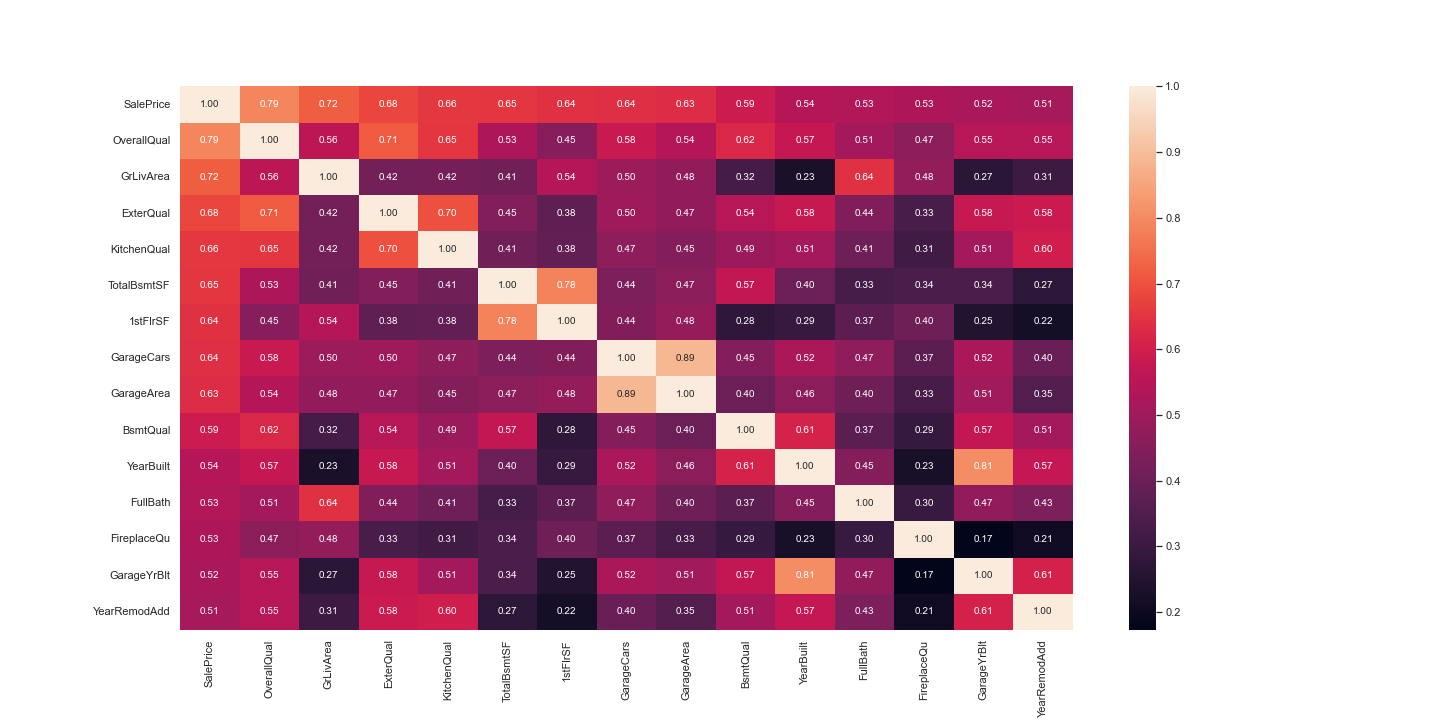 SalePrice 1.00 0.79 0.72 0.68 0.66 0.65 0.64 0.64 0.63 0.59 0.54 0.53 0.53 0.52 0.51
OverallQual 0.79 1.00 0.56 0.71 0.65 0.53 0.45 0.58 0.54 0.62 0.57 0.51 0.47 0.55 0.55
GrLivArea 0.72 0.56 1.00 0.42 0.42 0.41 0.54 0.50 0.48 0.32 0.23 0.64 0.48 0.27 0.31
ExterQual 0.68 0.71 0.42 1.00 0.70 0.45 0.38 0.50 0.47 0.54 0.58 0.44 0.33 0.58 0.58
KitchenQual 0.66 0.65 0.42 0.70 1.00 0.41 0.38 0.47 0.45 0.49 0.51 0.41 0.31 0.51 0.60
TotalBsmtSF 0.65 0.53 0.41 0.45 0.41 1.00 0.78 0.44 0.47 0.57 0.40 0.33 0.34 0.34 0.27
1stFlrSF 0.64 0.45 0.54 0.38 0.38 0.78 1.00 0.44 0.48 0.28 0.29 0.37 0.40 0.25 0.22
GarageCars 0.64 0.58 0.50 0.50 0.47 0.44 0.44 1.00 0.89 0.45 0.52 0.47 0.37 0.52 0.40
GarageArea 0.63 0.54 0.48 0.47 0.45 0.47 0.48 0.89 1.00 0.40 0.46 0.40 0.33 0.51 0.35
BsmtQual 0.59 0.62 0.32 0.54 0.49 0.57 0.28 0.45 0.40 1.00 0.61 0.37 0.29 0.57 0.51
YearBuilt 0.54 0.57 0.23 0.58 0.51 0.40 0.29 0.52 0.46 0.61 1.00 0.45 0.23 0.81 0.57
FullBath 0.53 0.51 0.64 0.44 0.41 0.33 0.37 0.47 0.40 0.37 0.45 1.00 0.30 0.47 0.43
FireplaceQu 0.53 0.47 0.48 0.33 0.31 0.34 0.40 0.37 0.33 0.29 0.23 0.30 1.00 0.17 0.21
GarageYrBlt 0.52 0.55 0.27 0.58 0.51 0.34 0.25 0.52 0.51 0.57 0.81 0.47 0.17 1.00 0.61
YearRemodAdd 0.51 0.55 0.31 0.58 0.60 0.27 0.22 0.40 0.35 0.51 0.57 0.43 0.21 0.61 1.00
SalePrice OverallQual GrLivArea ExterQual KitchenQual TotalBsmtSF 1stFlrSF GarageCars GarageArea BsmtQual YearBuilt FullBath FireplaceQu GarageYrBlt YearRemodAdd
1.0
0.9
0.8
0.7
0.6
0.5
0.4
0.3
0.2